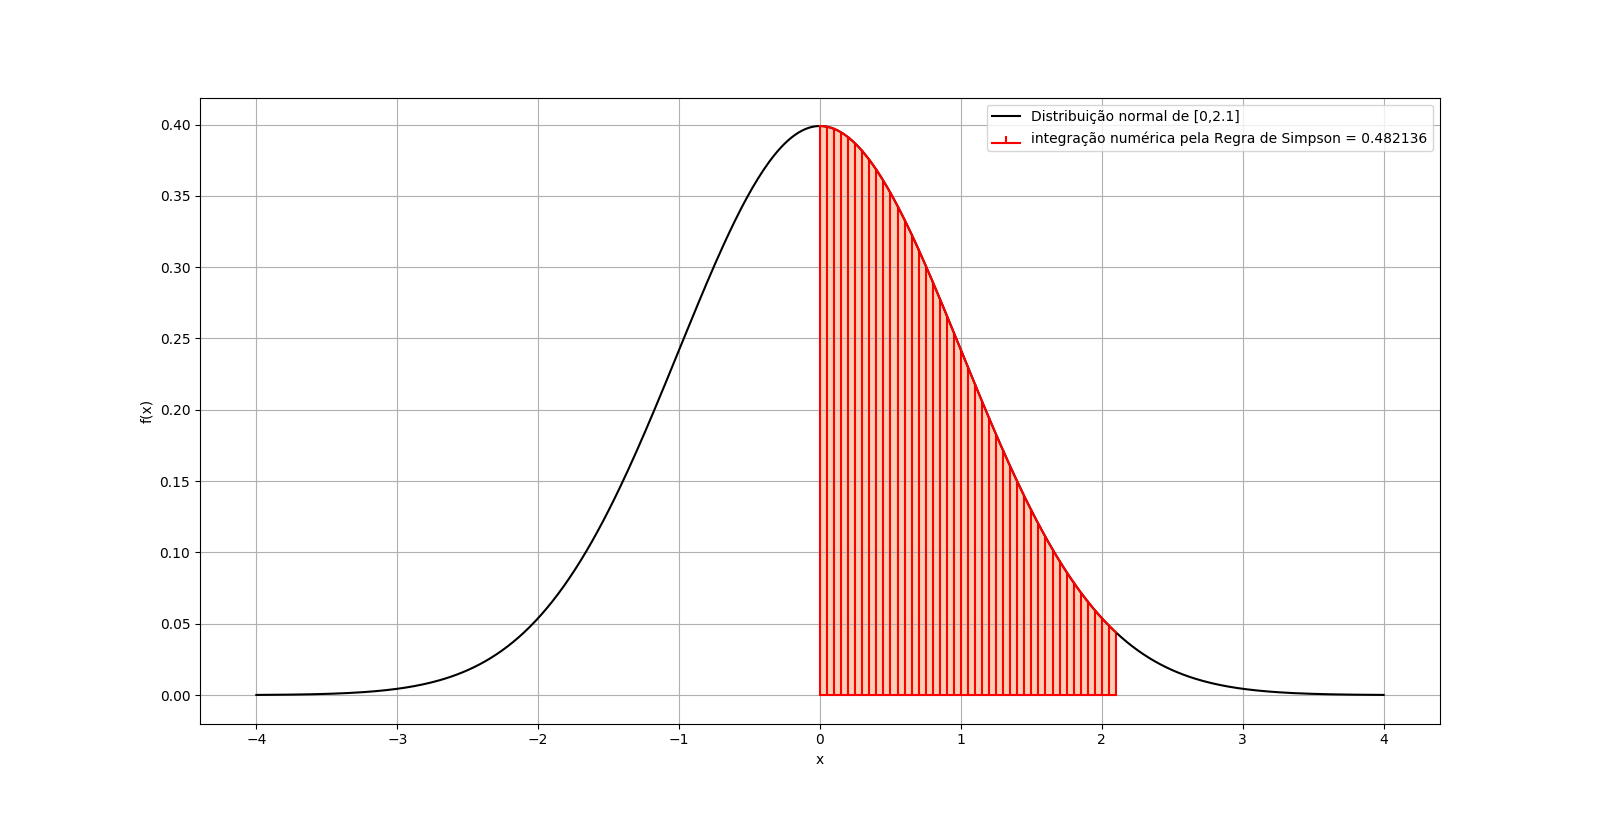 Distribuição normal de [0,2.1]
integração numérica pela Regra de Simpson = 0.482136
0.40
0.35
0.30
0.25
0.20
0.15
0.10
0.05
0.00
f(x)
−4 −3 −2 −1 0 1 2 3 4
x